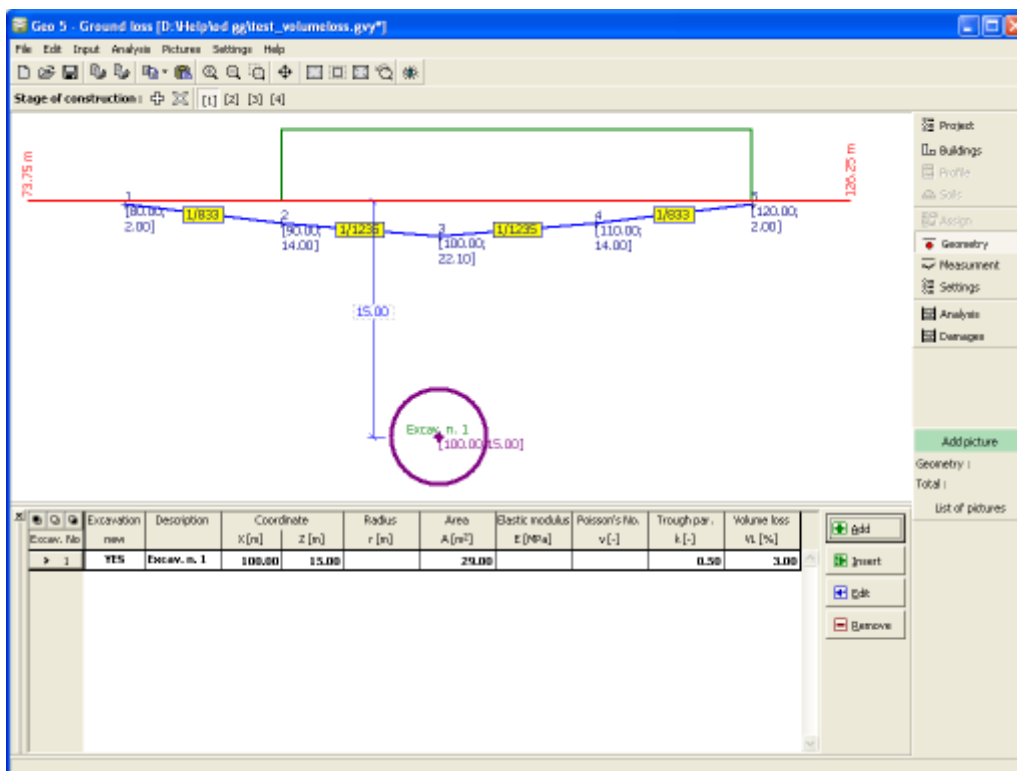 Geo 5 - Ground loss [D:\Help\od gg\test_volumeloss.gvy*]
File Edit Input Analysis Pictures Settings Help
Stage of construction : [1] [2] [3] [4]
73.75 m
126.25 m
1
[80.00;
2.00]
1/833
2
[90.00;
14.00]
1/1235
3
[100.00;
22.10]
1/1235
4
[110.00;
14.00]
1/833
5
[120.00;
2.00]
15.00
Excav. n. 1
[100.00;15.00]
Project
Buildings
Profile
Soils
Assign
Geometry
Measurment
Settings
Analysis
Damages
Add picture
Geometry :
Total :
List of pictures
Excavation Description Coordinate Radius Area Elastic modulus Poisson's No. Trough par. Volume loss
Excav. No new X [m] Z [m] r [m] A [m²] E [MPa] ν [-] k [-] VL [%]
1 YES Excav. n. 1 100.00 15.00 29.00 0.50 3.00
Add
Insert
Edit
Remove